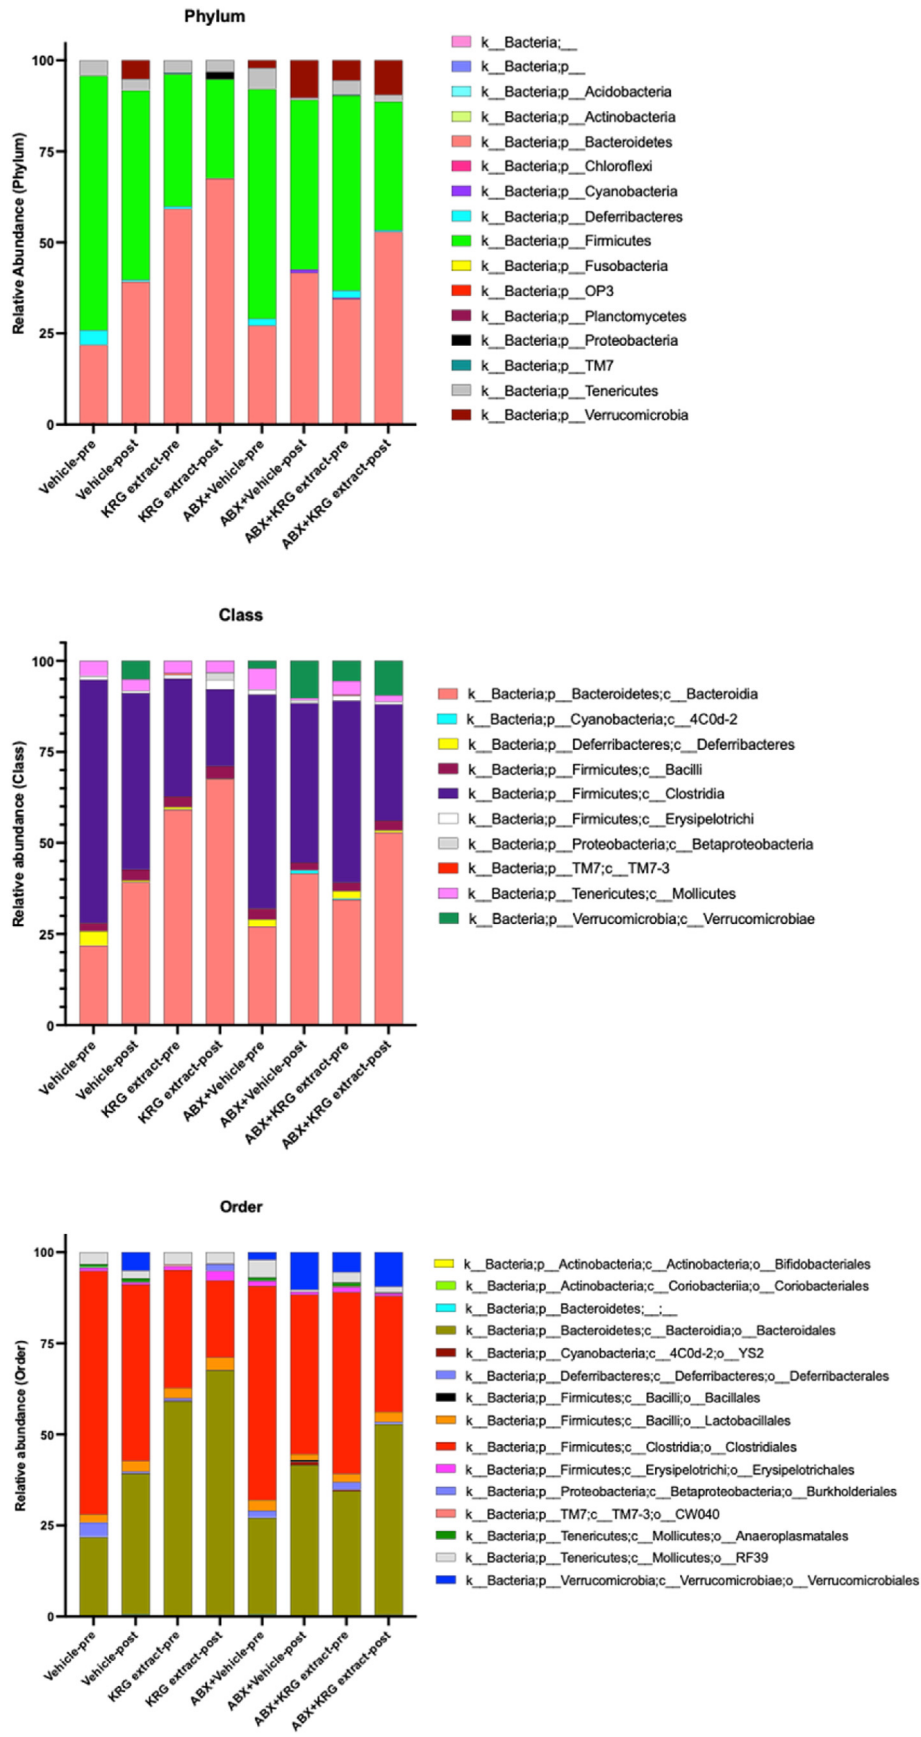 Phylum
Relative Abundance (Phylum)
100
75
50
25
0
Vehicle-pre
Vehicle-post
KRG extract-pre
KRG extract-post
ABX+Vehicle-pre
ABX+Vehicle-post
ABX+KRG extract-pre
ABX+KRG extract-post
k__Bacteria;__
k__Bacteria;p__
k__Bacteria;p__Acidobacteria
k__Bacteria;p__Actinobacteria
k__Bacteria;p__Bacteroidetes
k__Bacteria;p__Chloroflexi
k__Bacteria;p__Cyanobacteria
k__Bacteria;p__Deferribacteres
k__Bacteria;p__Firmicutes
k__Bacteria;p__Fusobacteria
k__Bacteria;p__OP3
k__Bacteria;p__Planctomycetes
k__Bacteria;p__Proteobacteria
k__Bacteria;p__TM7
k__Bacteria;p__Tenericutes
k__Bacteria;p__Verrucomicrobia
Class
Relative abundance (Class)
100
75
50
25
0
Vehicle-pre
Vehicle-post
KRG extract-pre
KRG extract-post
ABX+Vehicle-pre
ABX+Vehicle-post
ABX+KRG extract-pre
ABX+KRG extract-post
k__Bacteria;p__Bacteroidetes;c__Bacteroidia
k__Bacteria;p__Cyanobacteria;c__4C0d-2
k__Bacteria;p__Deferribacteres;c__Deferribacteres
k__Bacteria;p__Firmicutes;c__Bacilli
k__Bacteria;p__Firmicutes;c__Clostridia
k__Bacteria;p__Firmicutes;c__Erysipelotrichi
k__Bacteria;p__Proteobacteria;c__Betaproteobacteria
k__Bacteria;p__TM7;c__TM7-3
k__Bacteria;p__Tenericutes;c__Mollicutes
k__Bacteria;p__Verrucomicrobia;c__Verrucomicrobiae
Order
Relative abundance (Order)
100
75
50
25
0
Vehicle-pre
Vehicle-post
KRG extract-pre
KRG extract-post
ABX+Vehicle-pre
ABX+Vehicle-post
ABX+KRG extract-pre
ABX+KRG extract-post
k__Bacteria;p__Actinobacteria;c__Actinobacteria;o__Bifidobacteriales
k__Bacteria;p__Actinobacteria;c__Coriobacteriia;o__Coriobacteriales
k__Bacteria;p__Bacteroidetes;__;__
k__Bacteria;p__Bacteroidetes;c__Bacteroidia;o__Bacteroidales
k__Bacteria;p__Cyanobacteria;c__4C0d-2;o__YS2
k__Bacteria;p__Deferribacteres;c__Deferribacteres;o__Deferribacterales
k__Bacteria;p__Firmicutes;c__Bacilli;o__Bacillales
k__Bacteria;p__Firmicutes;c__Bacilli;o__Lactobacillales
k__Bacteria;p__Firmicutes;c__Clostridia;o__Clostridiales
k__Bacteria;p__Firmicutes;c__Erysipelotrichi;o__Erysipelotrichales
k__Bacteria;p__Proteobacteria;c__Betaproteobacteria;o__Burkholderiales
k__Bacteria;p__TM7;c__TM7-3;o__CW040
k__Bacteria;p__Tenericutes;c__Mollicutes;o__Anaeroplasmatales
k__Bacteria;p__Tenericutes;c__Mollicutes;o__RF39
k__Bacteria;p__Verrucomicrobia;c__Verrucomicrobiae;o__Verrucomicrobiales